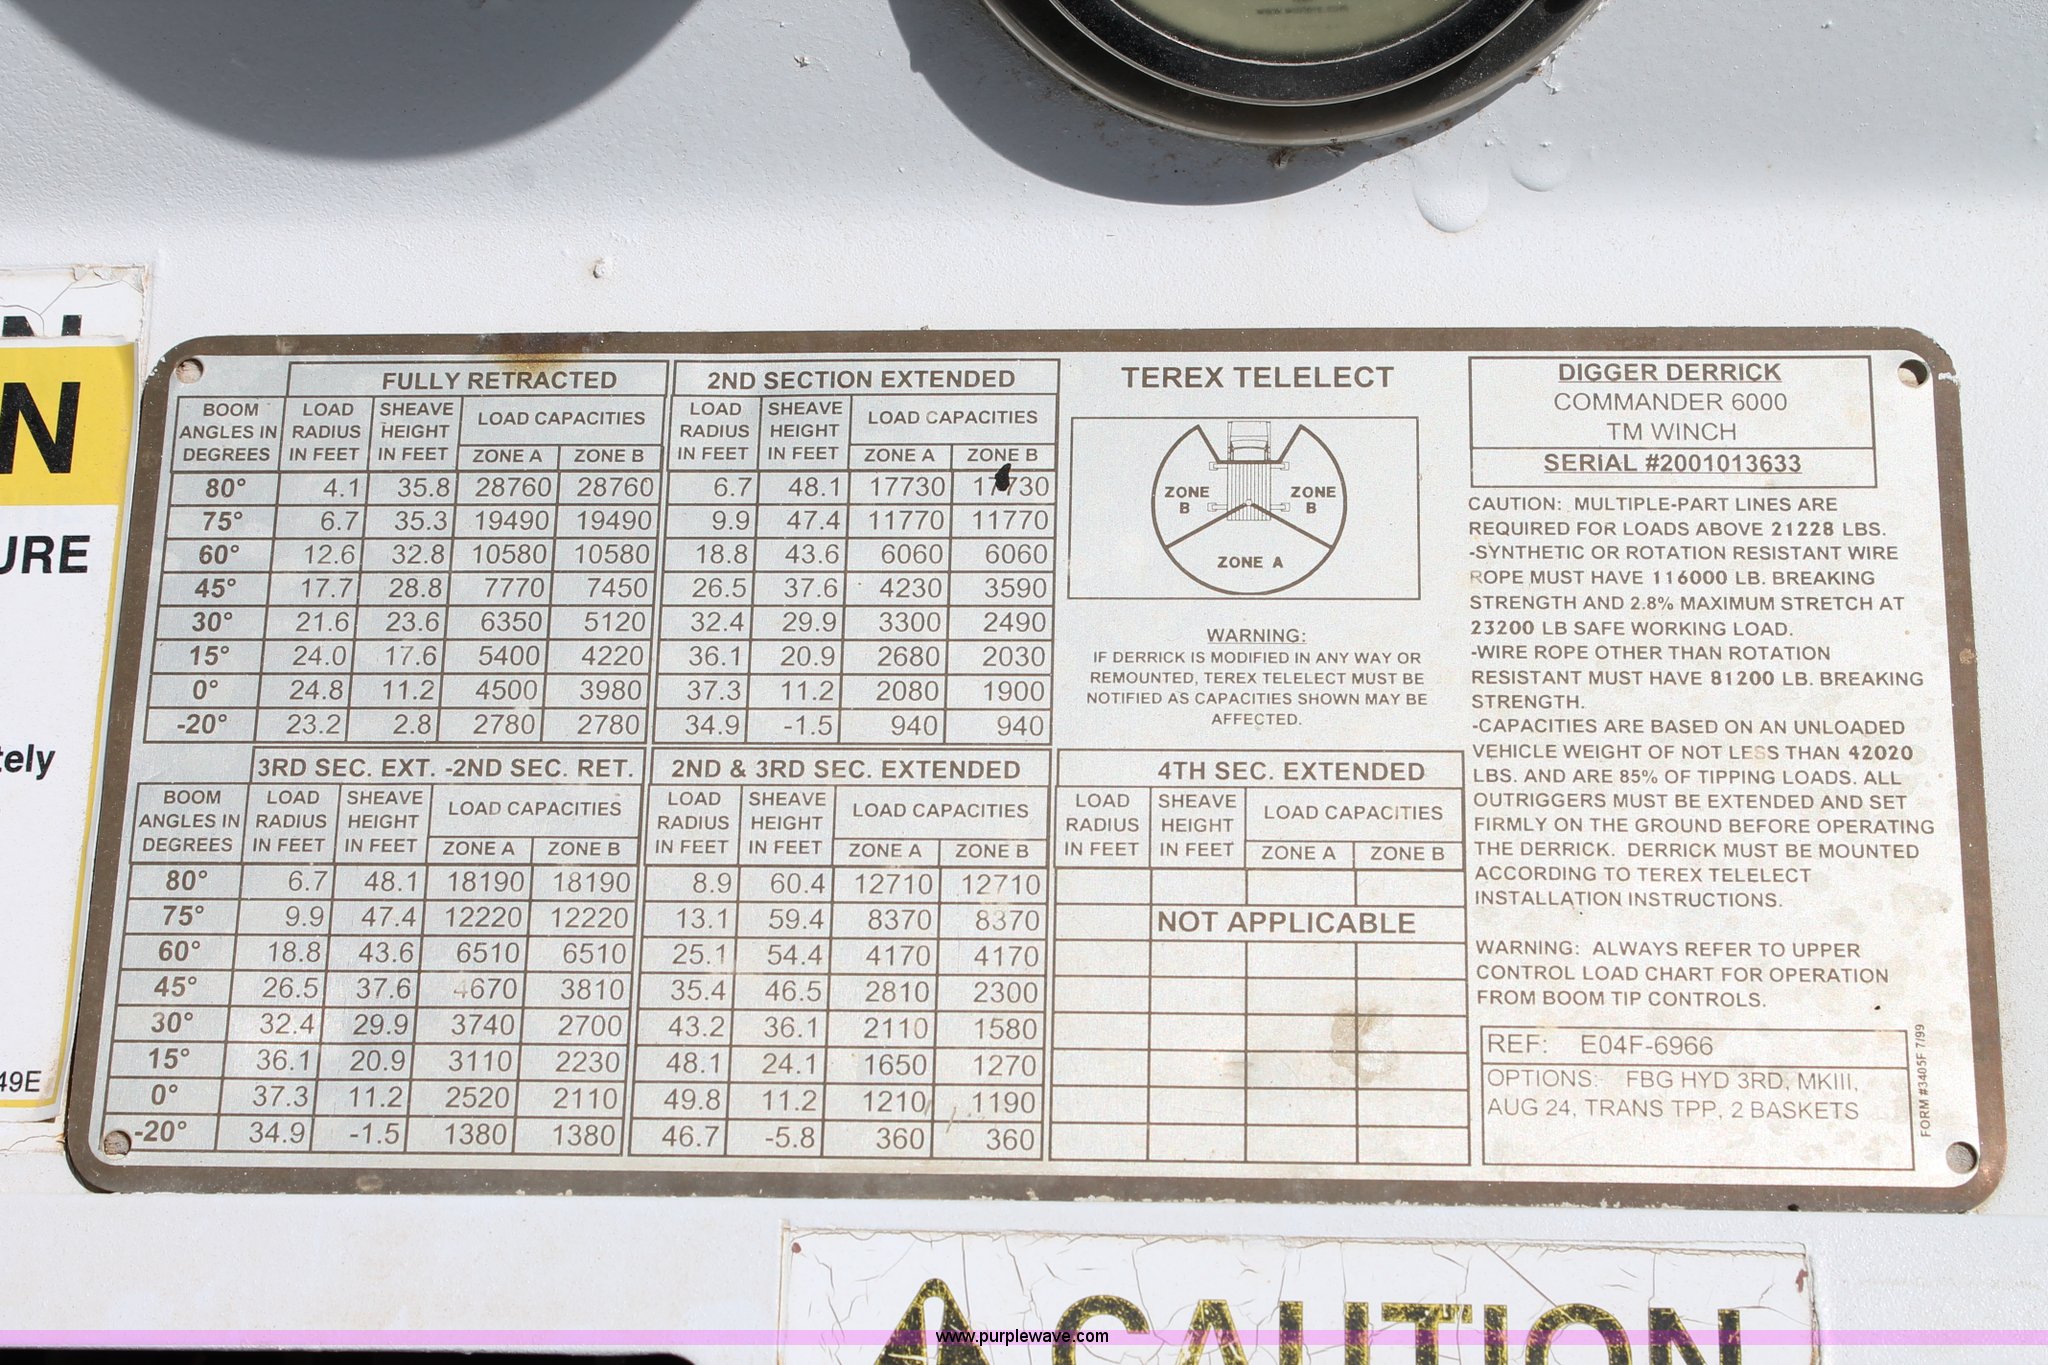 www.wolfers.com
N
N
URE
tely
49E
FULLY RETRACTED
BOOM ANGLES IN DEGREES | LOAD RADIUS IN FEET | SHEAVE HEIGHT IN FEET | LOAD CAPACITIES
ZONE A | ZONE B
80° 4.1 35.8 28760 28760
75° 6.7 35.3 19490 19490
60° 12.6 32.8 10580 10580
45° 17.7 28.8 7770 7450
30° 21.6 23.6 6350 5120
15° 24.0 17.6 5400 4220
0° 24.8 11.2 4500 3980
-20° 23.2 2.8 2780 2780
2ND SECTION EXTENDED
LOAD RADIUS IN FEET | SHEAVE HEIGHT IN FEET | LOAD CAPACITIES
ZONE A | ZONE B
6.7 48.1 17730 17730
9.9 47.4 11770 11770
18.8 43.6 6060 6060
26.5 37.6 4230 3590
32.4 29.9 3300 2490
36.1 20.9 2680 2030
37.3 11.2 2080 1900
34.9 -1.5 940 940
3RD SEC. EXT. -2ND SEC. RET.
BOOM ANGLES IN DEGREES | LOAD RADIUS IN FEET | SHEAVE HEIGHT IN FEET | LOAD CAPACITIES
ZONE A | ZONE B
80° 6.7 48.1 18190 18190
75° 9.9 47.4 12220 12220
60° 18.8 43.6 6510 6510
45° 26.5 37.6 4670 3810
30° 32.4 29.9 3740 2700
15° 36.1 20.9 3110 2230
0° 37.3 11.2 2520 2110
-20° 34.9 -1.5 1380 1380
2ND & 3RD SEC. EXTENDED
LOAD RADIUS IN FEET | SHEAVE HEIGHT IN FEET | LOAD CAPACITIES
ZONE A | ZONE B
8.9 60.4 12710 12710
13.1 59.4 8370 8370
25.1 54.4 4170 4170
35.4 46.5 2810 2300
43.2 36.1 2110 1580
48.1 24.1 1650 1270
49.8 11.2 1210 1190
46.7 -5.8 360 360
TEREX TELELECT
ZONE B
ZONE B
ZONE A
WARNING:
IF DERRICK IS MODIFIED IN ANY WAY OR
REMOUNTED, TEREX TELELECT MUST BE
NOTIFIED AS CAPACITIES SHOWN MAY BE
AFFECTED.
4TH SEC. EXTENDED
LOAD RADIUS IN FEET | SHEAVE HEIGHT IN FEET | LOAD CAPACITIES
ZONE A | ZONE B
NOT APPLICABLE
DIGGER DERRICK
COMMANDER 6000
TM WINCH
SERIAL #2001013633
CAUTION: MULTIPLE-PART LINES ARE
REQUIRED FOR LOADS ABOVE 21228 LBS.
-SYNTHETIC OR ROTATION RESISTANT WIRE
ROPE MUST HAVE 116000 LB. BREAKING
STRENGTH AND 2.8% MAXIMUM STRETCH AT
23200 LB SAFE WORKING LOAD.
-WIRE ROPE OTHER THAN ROTATION
RESISTANT MUST HAVE 81200 LB. BREAKING
STRENGTH.
-CAPACITIES ARE BASED ON AN UNLOADED
VEHICLE WEIGHT OF NOT LESS THAN 42020
LBS. AND ARE 85% OF TIPPING LOADS. ALL
OUTRIGGERS MUST BE EXTENDED AND SET
FIRMLY ON THE GROUND BEFORE OPERATING
THE DERRICK. DERRICK MUST BE MOUNTED
ACCORDING TO TEREX TELELECT
INSTALLATION INSTRUCTIONS.
WARNING: ALWAYS REFER TO UPPER
CONTROL LOAD CHART FOR OPERATION
FROM BOOM TIP CONTROLS.
REF: E04F-6966
OPTIONS: FBG HYD 3RD, MKIII,
AUG 24, TRANS TPP, 2 BASKETS
FORM #3405F 7/99
CAUTION
www.purplewave.com